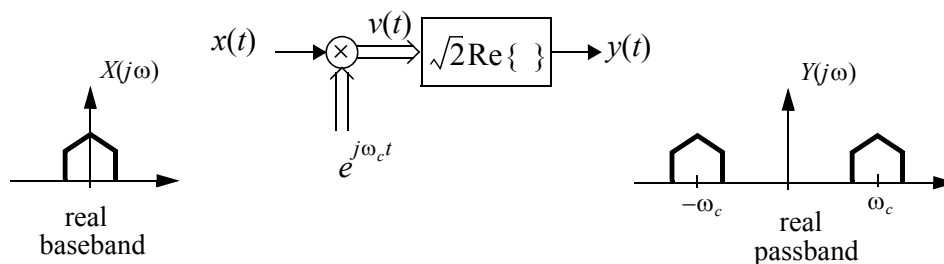 x(t)
×
v(t)
√2Re{ }
y(t)
e^{jω_c t}
X(jω)
real
baseband
Y(jω)
−ω_c
ω_c
real
passband